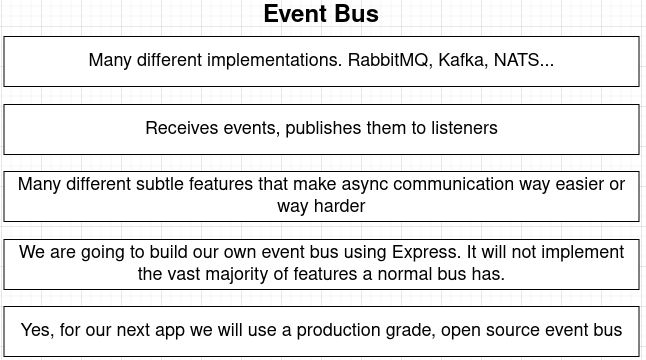 Event Bus
Many different implementations. RabbitMQ, Kafka, NATS...
Receives events, publishes them to listeners
Many different subtle features that make async communication way easier or
way harder
We are going to build our own event bus using Express. It will not implement
the vast majority of features a normal bus has.
Yes, for our next app we will use a production grade, open source event bus